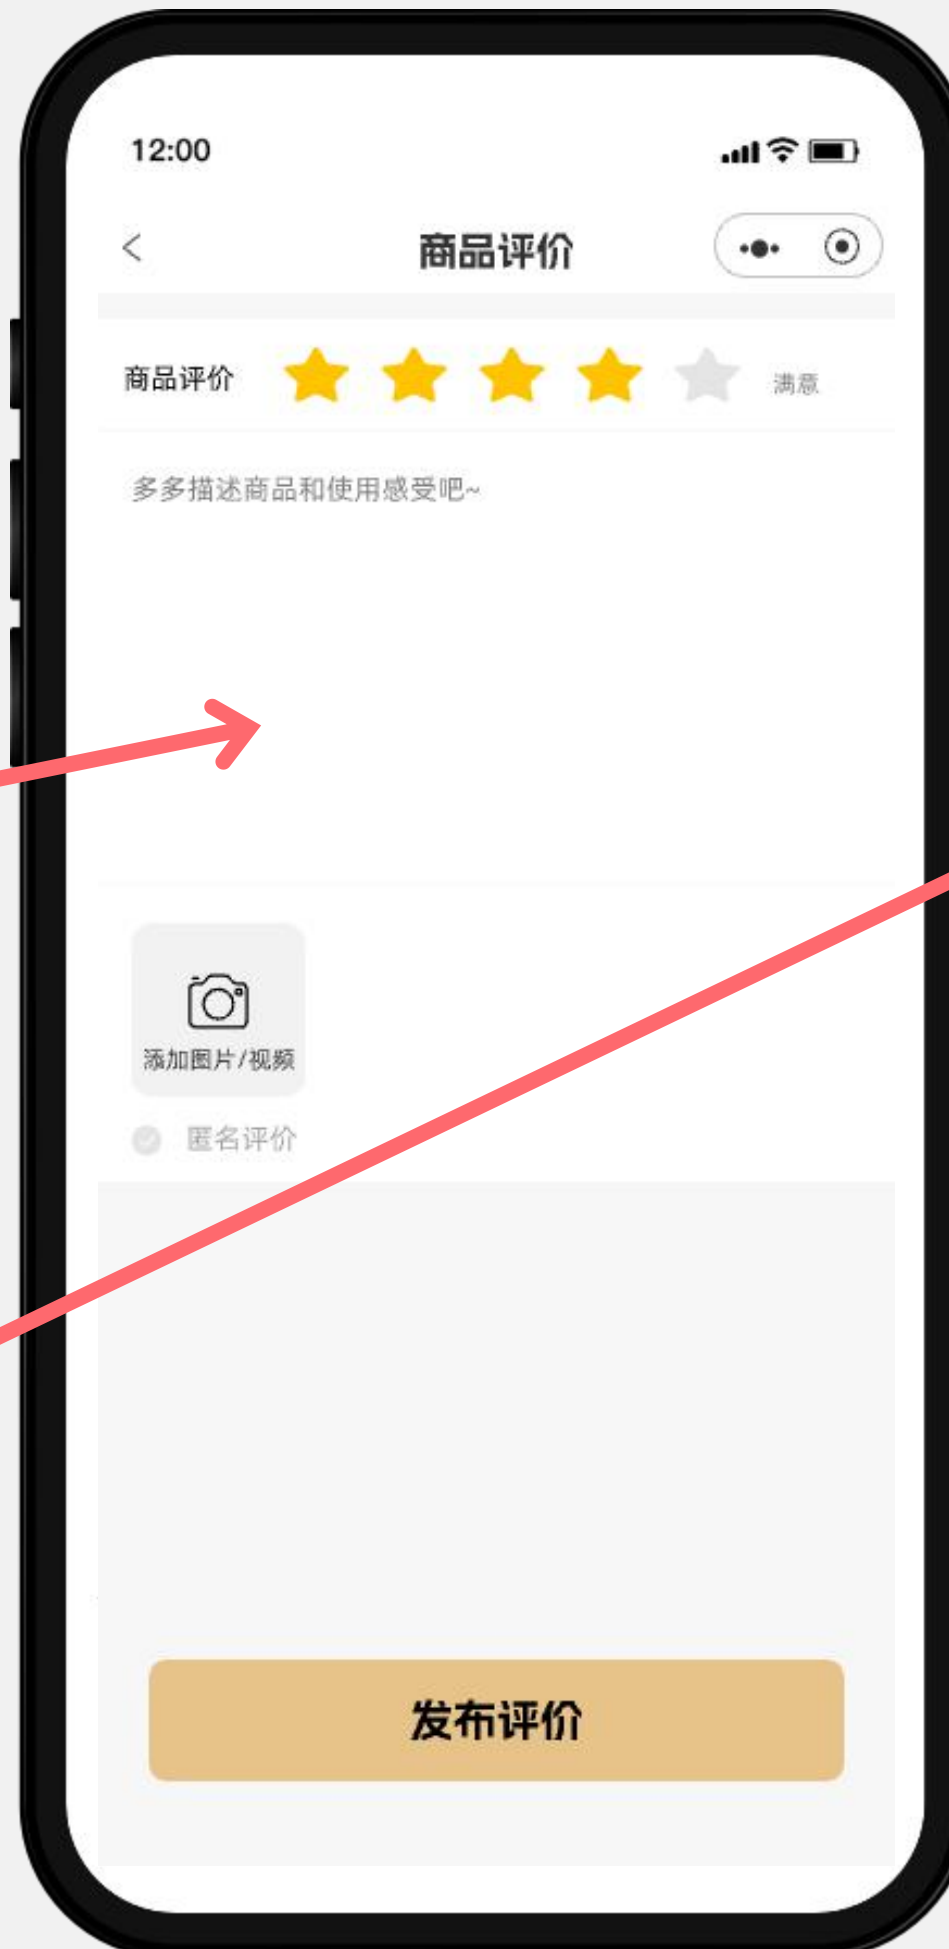 12:00
商品评价
商品评价 满意
多多描述商品和使用感受吧~
添加图片/视频
匿名评价
发布评价